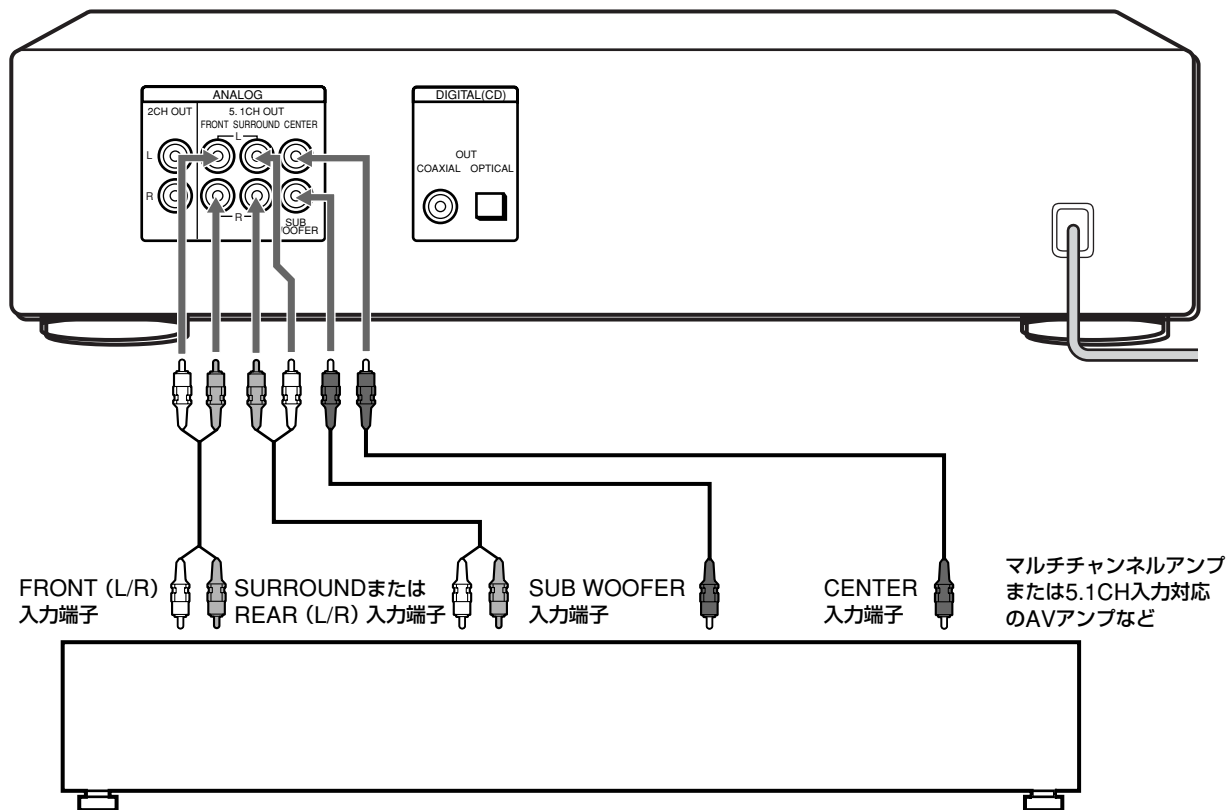 ANALOG
2CH OUT
5.1CH OUT
FRONT SURROUND CENTER
L
L
R
R
SUB
WOOFER
DIGITAL(CD)
OUT
COAXIAL OPTICAL
FRONT (L/R)
入力端子
SURROUNDまたは
REAR (L/R) 入力端子
SUB WOOFER
入力端子
CENTER
入力端子
マルチチャンネルアンプ
または5.1CH入力対応
のAVアンプなど